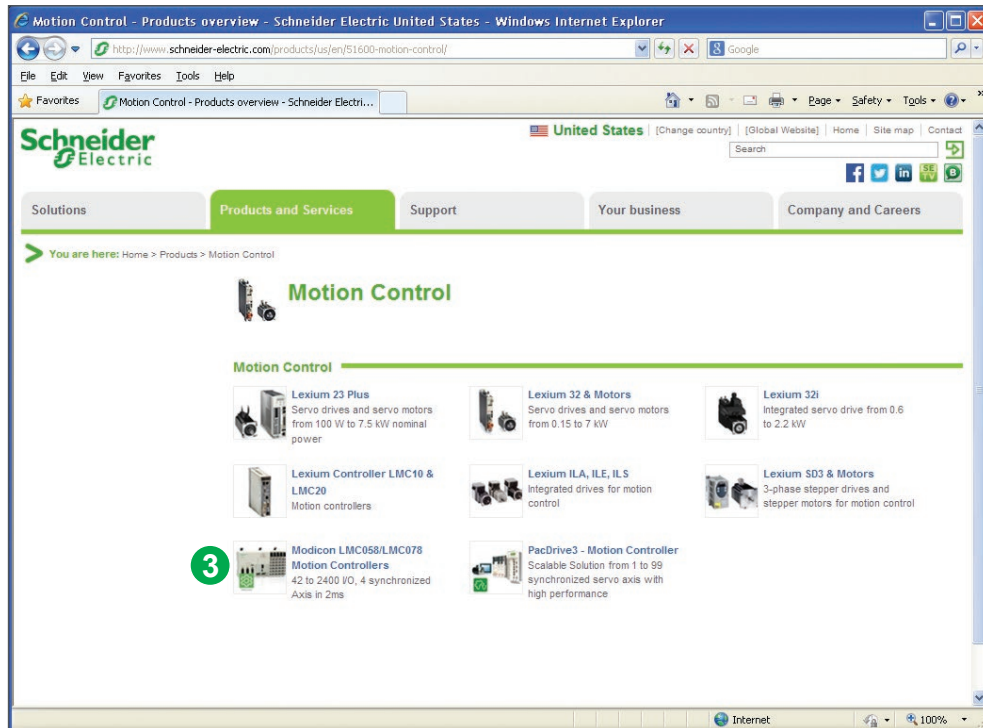 Motion Control - Products overview - Schneider Electric United States - Windows Internet Explorer
http://www.schneider-electric.com/products/us/en/51600-motion-control/
Google
File Edit View Favorites Tools Help
Favorites
Motion Control - Products overview - Schneider Electri...
Page Safety Tools
Schneider
Electric
United States [Change country] [Global Website] Home Site map Contact
Search
SE
TV
B
Solutions
Products and Services
Support
Your business
Company and Careers
You are here: Home > Products > Motion Control
Motion Control
Motion Control
Lexium 23 Plus
Servo drives and servo motors
from 100 W to 7.5 kW nominal
power
Lexium 32 & Motors
Servo drives and servo motors
from 0.15 to 7 kW
Lexium 32i
Integrated servo drive from 0.6
to 2.2 kW
Lexium Controller LMC10 &
LMC20
Motion controllers
Lexium ILA, ILE, ILS
Integrated drives for motion
control
Lexium SD3 & Motors
3-phase stepper drives and
stepper motors for motion control
3
Modicon LMC058/LMC078
Motion Controllers
42 to 2400 I/O, 4 synchronized
Axis in 2ms
PacDrive3 - Motion Controller
Scalable Solution from 1 to 99
synchronized servo axis with
high performance
Internet
100%